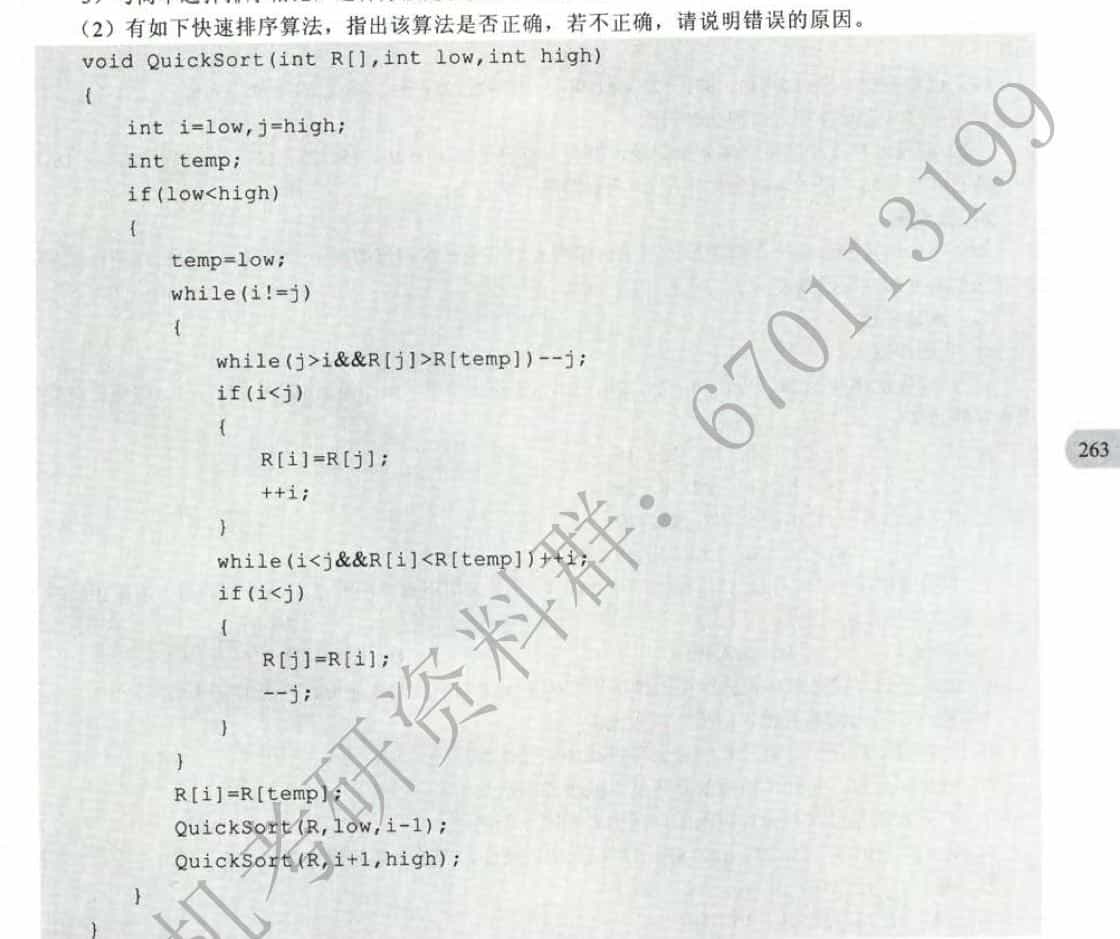 （2）有如下快速排序算法，指出该算法是否正确，若不正确，请说明错误的原因。
void QuickSort(int R[],int low,int high)
{
int i=low,j=high;
int temp;
if(low<high)
{
temp=low;
while(i!=j)
{
while(j>i&&R[j]>R[temp])--j;
if(i<j)
{
R[i]=R[j];
++i;
}
while(i<j&&R[i]<R[temp])++i;
if(i<j)
{
R[j]=R[i];
--j;
}
}
R[i]=R[temp];
QuickSort(R,low,i-1);
QuickSort(R,i+1,high);
}
}
263
机考研资料群：670113199